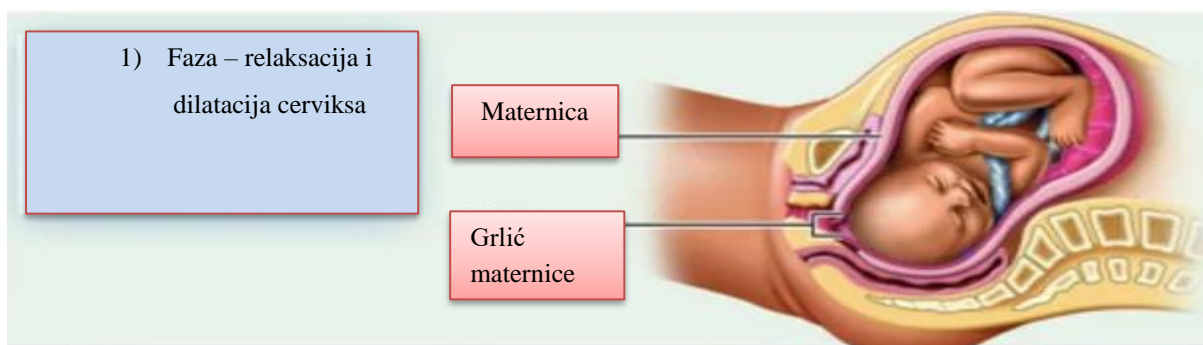 1) Faza – relaksacija i
dilatacija cerviksa
Maternica
Grlić
maternice